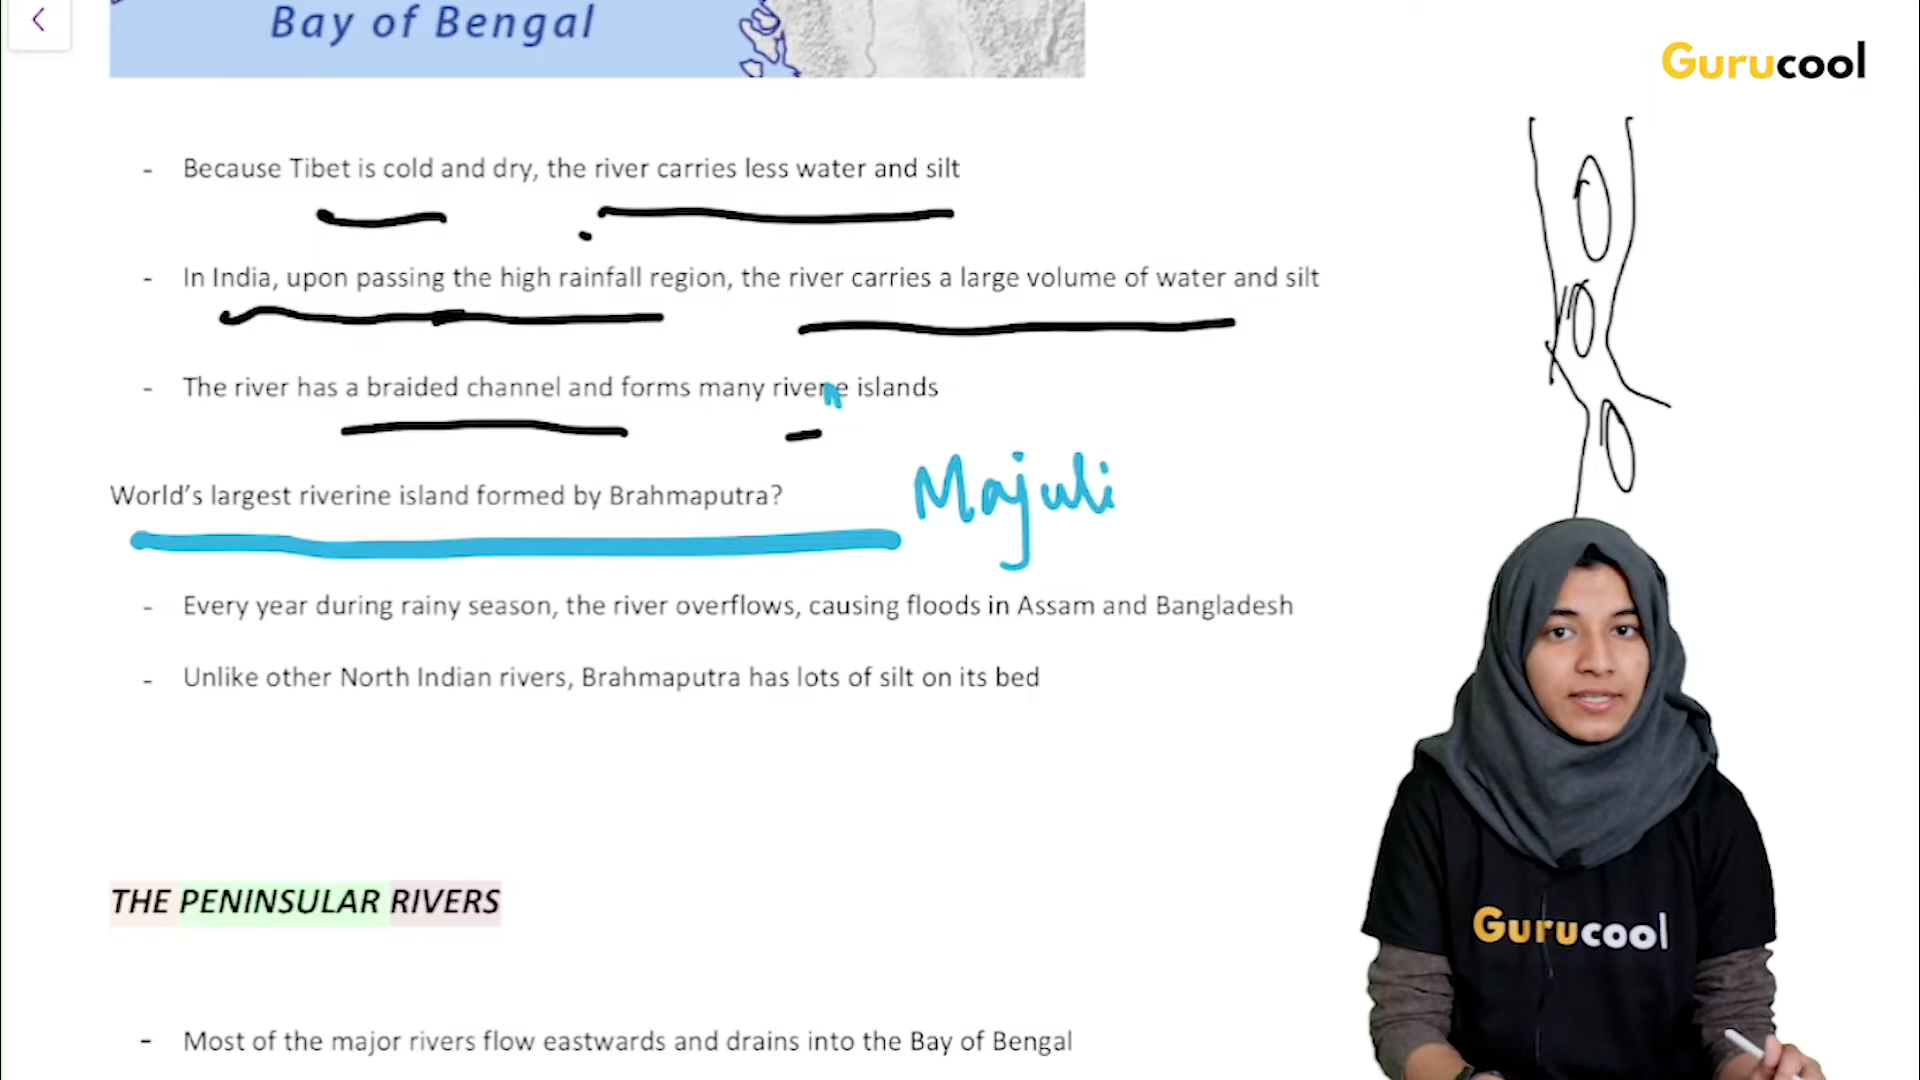 Bay of Bengal
Gurucool
- Because Tibet is cold and dry, the river carries less water and silt
- In India, upon passing the high rainfall region, the river carries a large volume of water and silt
- The river has a braided channel and forms many riverne islands
World's largest riverine island formed by Brahmaputra?
Majuli
- Every year during rainy season, the river overflows, causing floods in Assam and Bangladesh
- Unlike other North Indian rivers, Brahmaputra has lots of silt on its bed
THE PENINSULAR RIVERS
Gurucool
- Most of the major rivers flow eastwards and drains into the Bay of Bengal